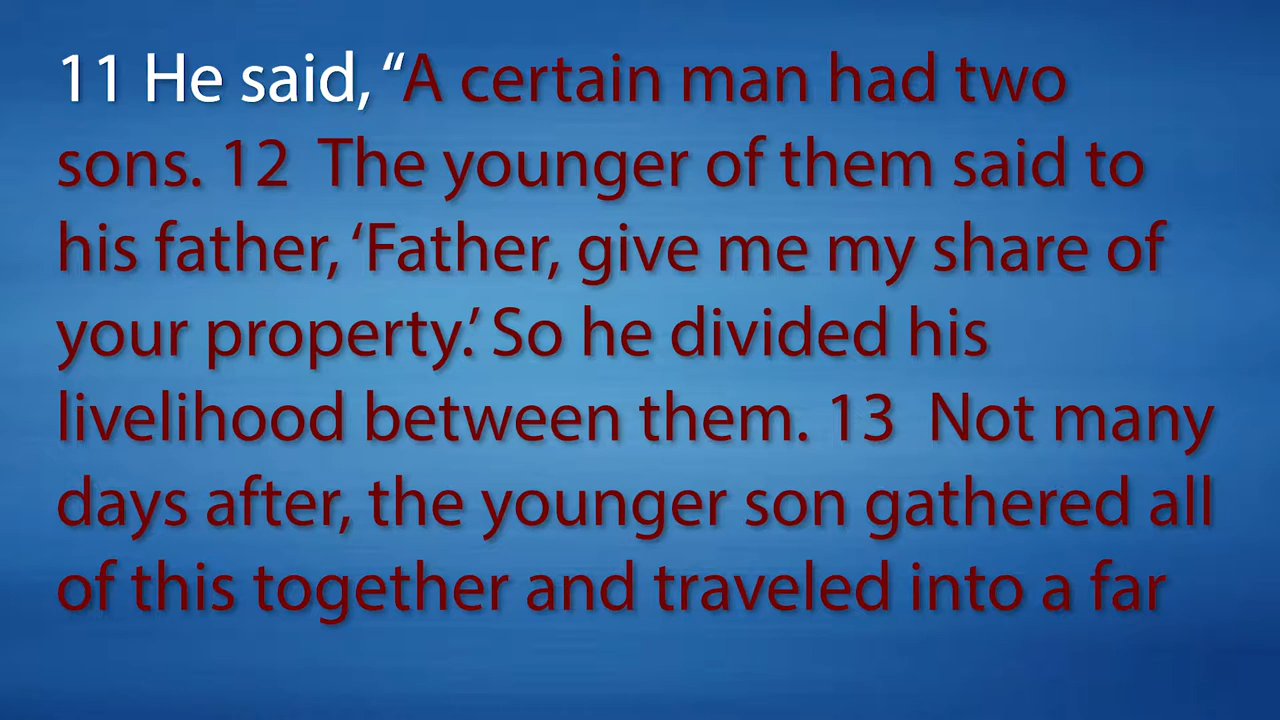 11 He said, “A certain man had two
sons. 12  The younger of them said to
his father, ‘Father, give me my share of
your property.’ So he divided his
livelihood between them. 13  Not many
days after, the younger son gathered all
of this together and traveled into a far